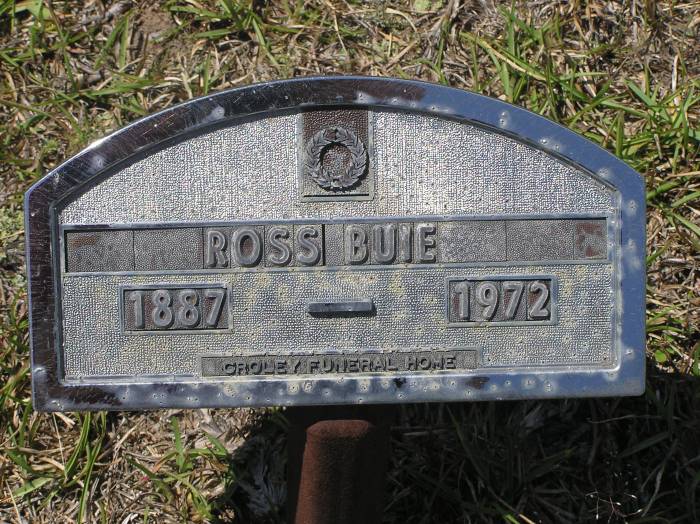 ROSS BUIE
1887 – 1972
CROLEY FUNERAL HOME